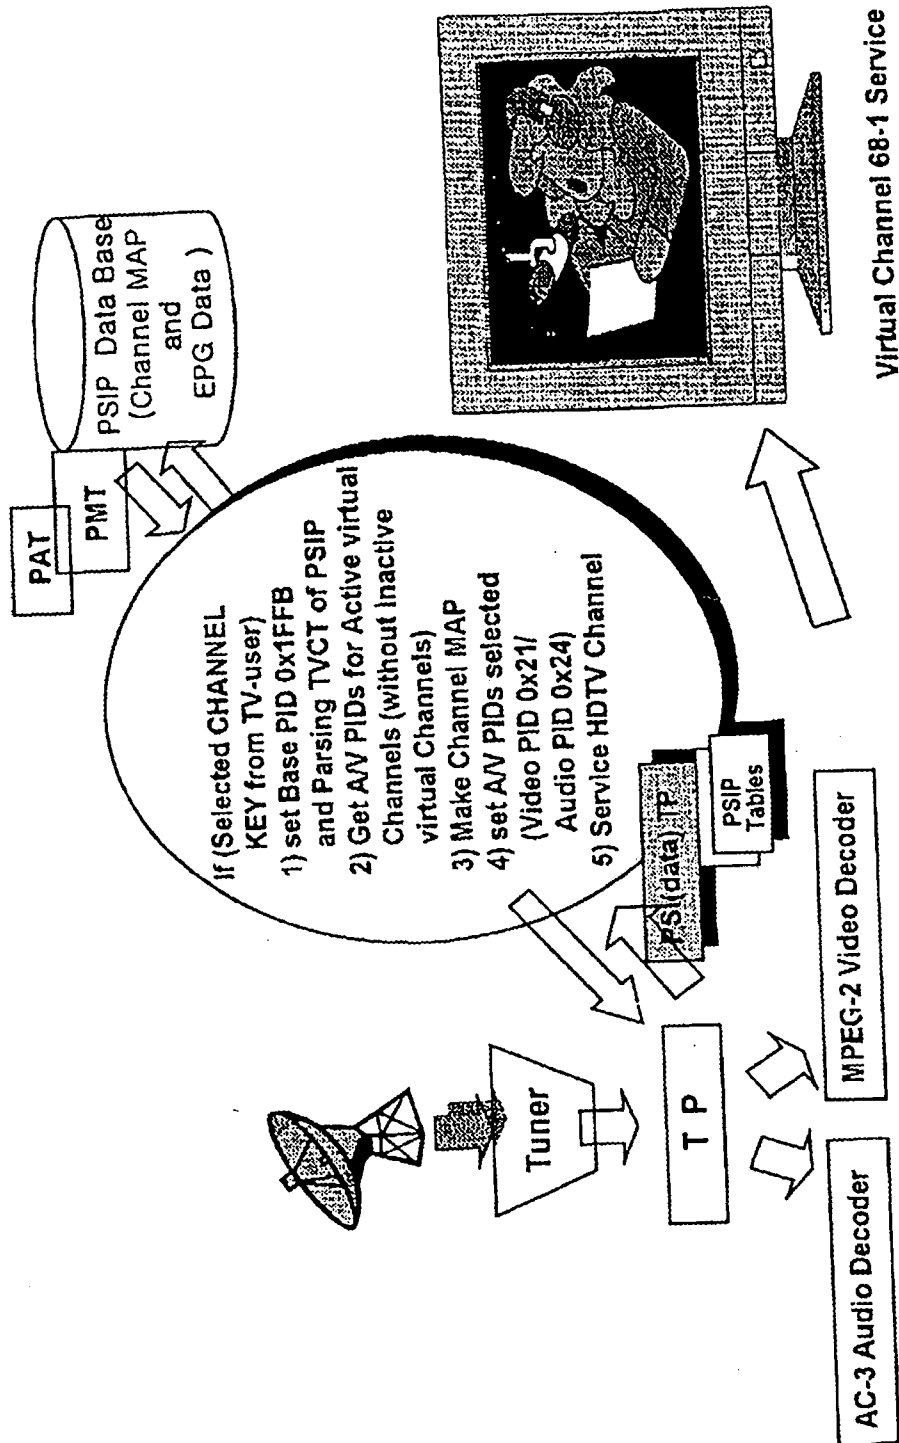 PAT
PMT
PSIP Data Base
(Channel MAP
and
EPG Data )
If (Selected CHANNEL
KEY from TV-user)
1) set Base PID 0x1FFB
and Parsing TVCT of PSIP
2) Get A/V PIDs for Active virtual
Channels (without Inactive
virtual Channels)
3) Make Channel MAP
4) set A/V PIDs selected
(Video PID 0x21/
Audio PID 0x24)
5) Service HDTV Channel
PSI(data) TP
PSIP
Tables
Tuner
T P
AC-3 Audio Decoder
MPEG-2 Video Decoder
Virtual Channel 68-1 Service